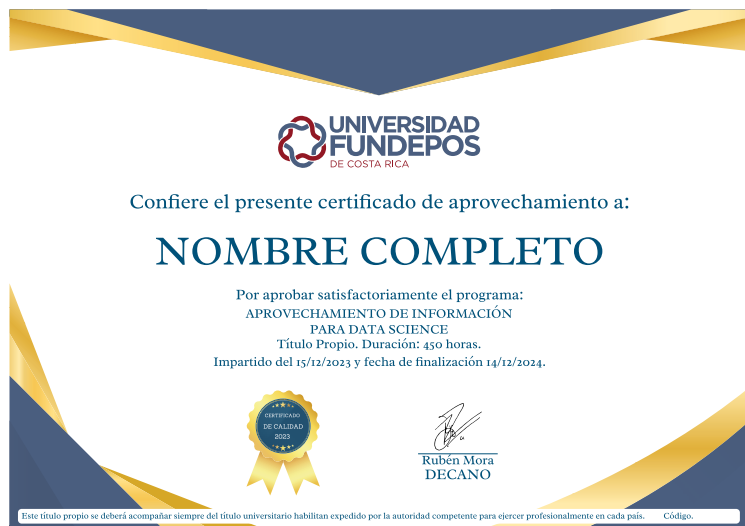 UNIVERSIDAD
FUNDEPOS
DE COSTA RICA
Confiere el presente certificado de aprovechamiento a:
NOMBRE COMPLETO
Por aprobar satisfactoriamente el programa:
APROVECHAMIENTO DE INFORMACIÓN
PARA DATA SCIENCE
Título Propio. Duración: 450 horas.
Impartido del 15/12/2023 y fecha de finalización 14/12/2024.
CERTIFICADO
DE CALIDAD
2023
Rubén Mora
DECANO
Este título propio se deberá acompañar siempre del título universitario habilitan expedido por la autoridad competente para ejercer profesionalmente en cada país. Código.